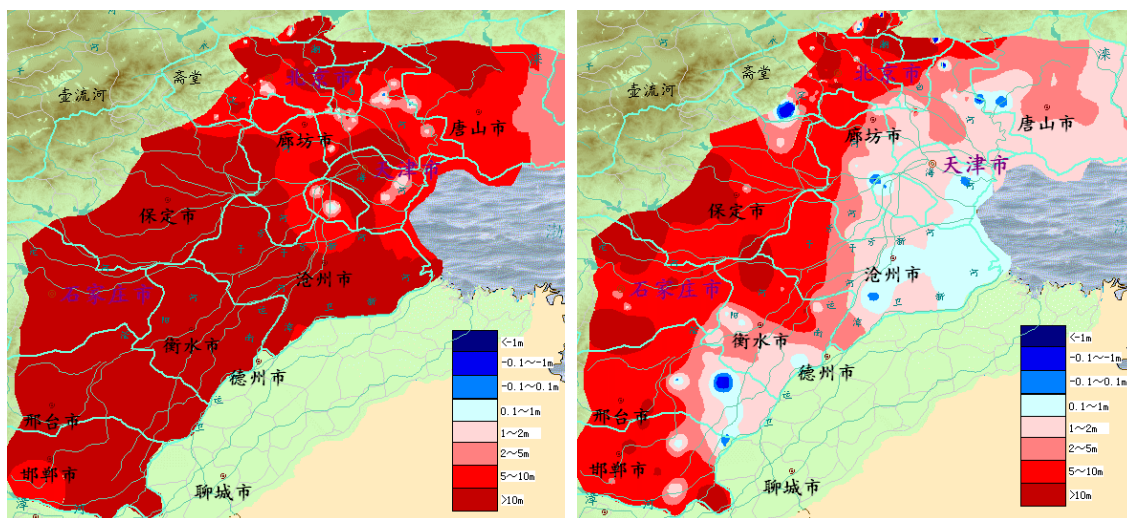 北京市
斋堂
壶流河
唐山市
廊坊市
天津市
保定市
沧州市
石家庄市
衡水市
德州市
邢台市
邯郸市
聊城市
<-1m
-0.1~-1m
-0.1~0.1m
0.1~1m
1~2m
2~5m
5~10m
>10m
北京市
斋堂
壶流河
唐山市
廊坊市
天津市
保定市
沧州市
石家庄市
衡水市
德州市
邢台市
邯郸市
聊城市
<-1m
-0.1~-1m
-0.1~0.1m
0.1~1m
1~2m
2~5m
5~10m
>10m